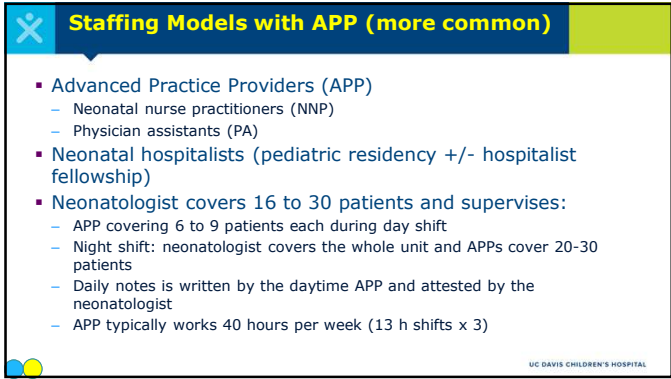 Staffing Models with APP (more common)
▪ Advanced Practice Providers (APP)
– Neonatal nurse practitioners (NNP)
– Physician assistants (PA)
▪ Neonatal hospitalists (pediatric residency +/- hospitalist
fellowship)
▪ Neonatologist covers 16 to 30 patients and supervises:
– APP covering 6 to 9 patients each during day shift
– Night shift: neonatologist covers the whole unit and APPs cover 20-30
patients
– Daily notes is written by the daytime APP and attested by the
neonatologist
– APP typically works 40 hours per week (13 h shifts x 3)
UC DAVIS CHILDREN'S HOSPITAL